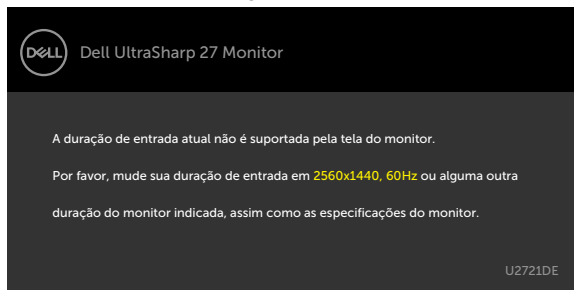 DELL
Dell UltraSharp 27 Monitor
A duração de entrada atual não é suportada pela tela do monitor.
Por favor, mude sua duração de entrada em 2560x1440, 60Hz ou alguma outra
duração do monitor indicada, assim como as especificações do monitor.
U2721DE